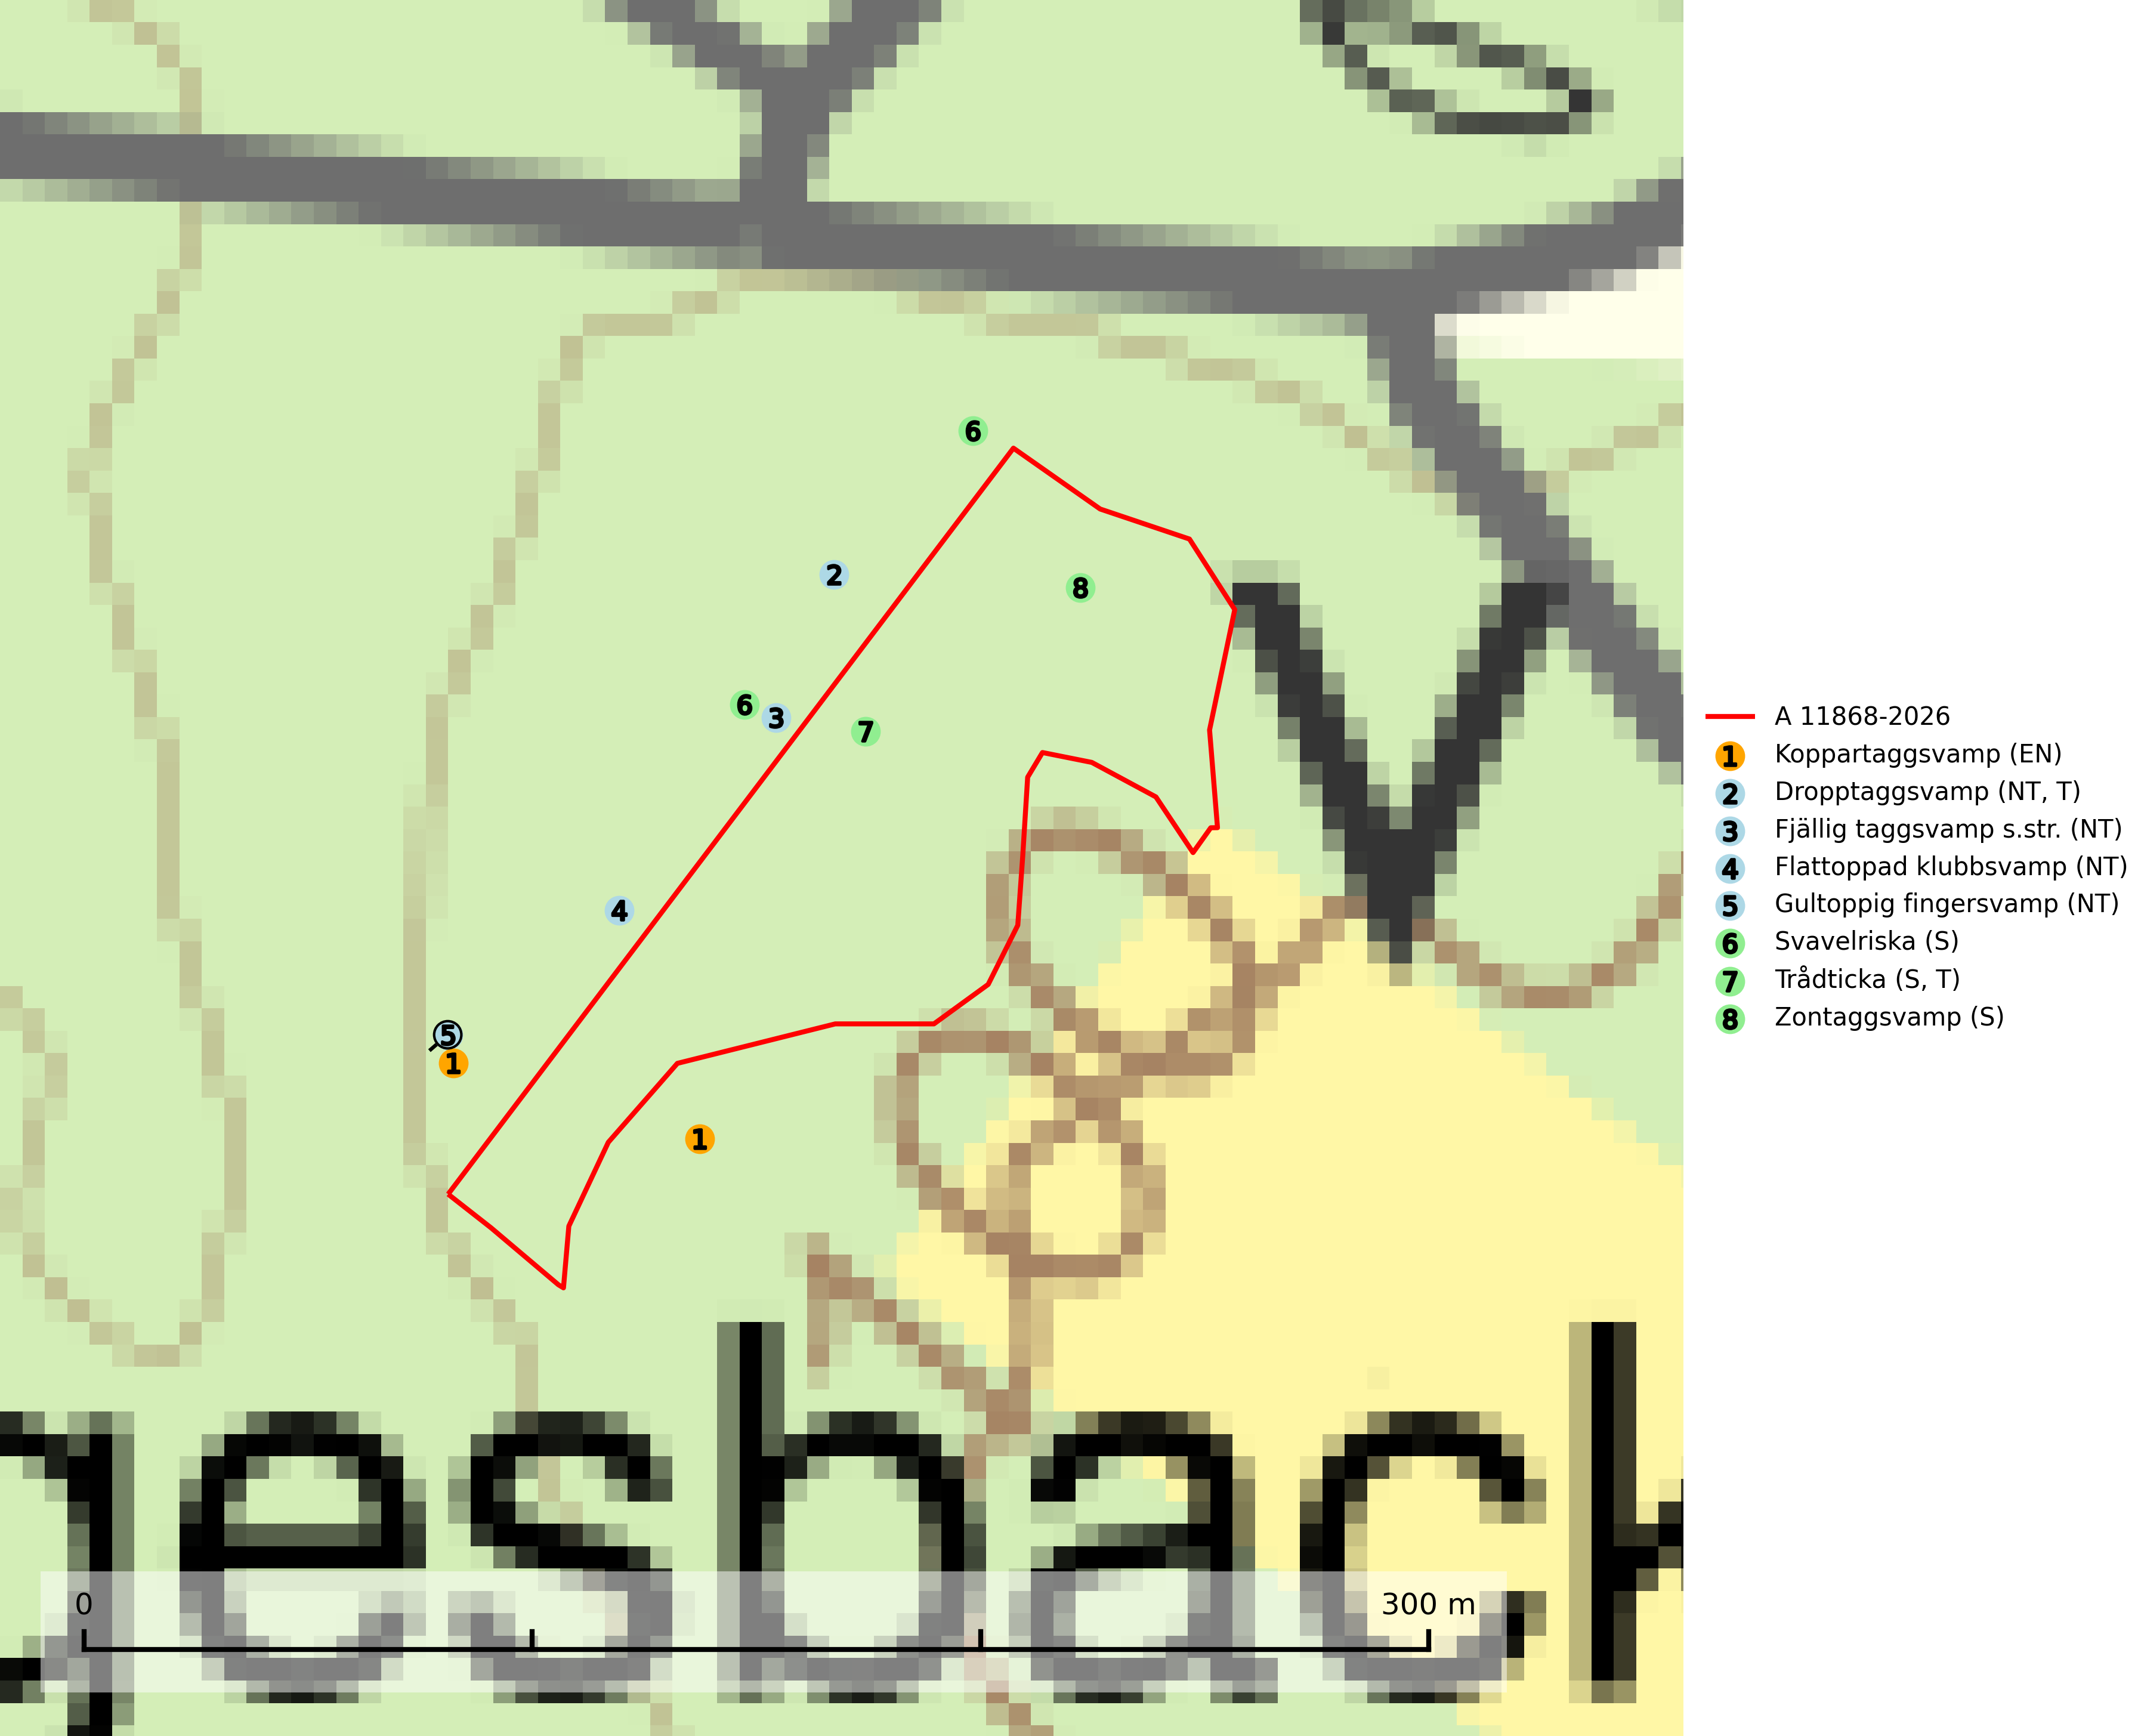 6
2
8
6
3
7
4
5
1
1
esback
0
300 m
A 11868-2026
1 Koppartaggsvamp (EN)
2 Dropptaggsvamp (NT, T)
3 Fjällig taggsvamp s.str. (NT)
4 Flattoppad klubbsvamp (NT)
5 Gultoppig fingersvamp (NT)
6 Svavelriska (S)
7 Trådticka (S, T)
8 Zontaggsvamp (S)